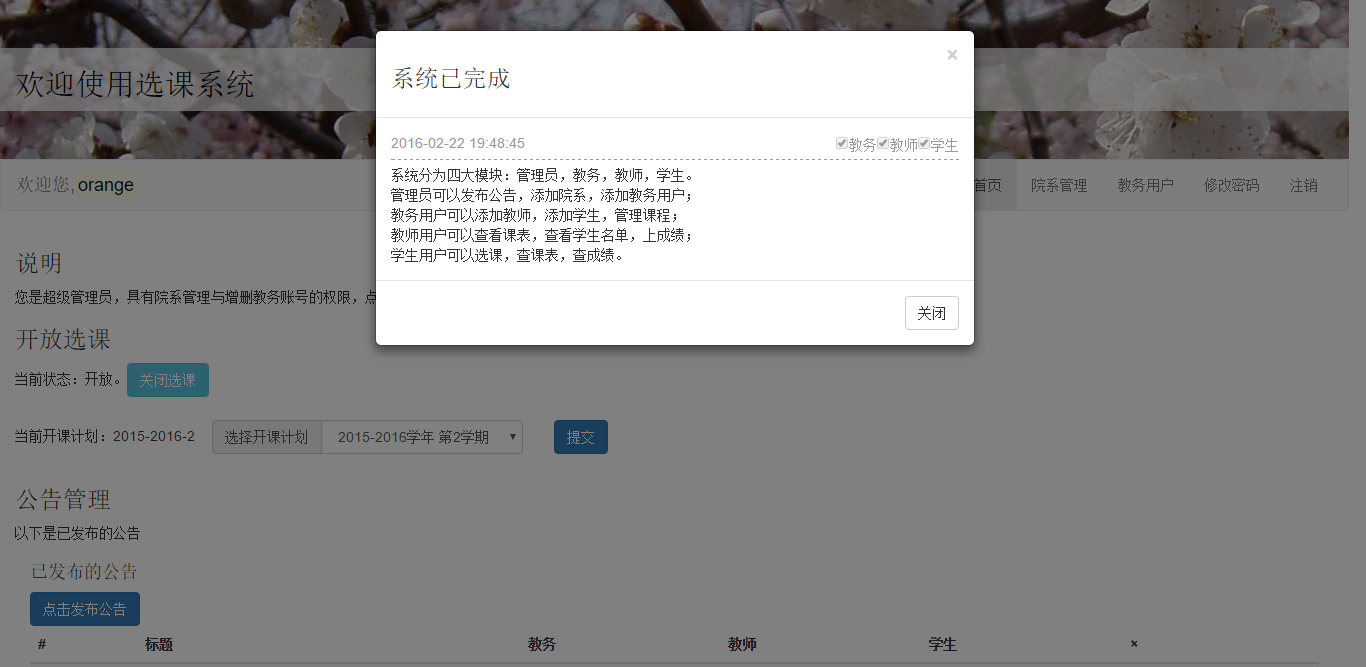 欢迎使用选课系统
系统已完成
×
2016-02-22 19:48:45 教务 教师 学生
系统分为四大模块：管理员，教务，教师，学生。
管理员可以发布公告，添加院系，添加教务用户；
教务用户可以添加教师，添加学生，管理课程；
教师用户可以查看课表，查看学生名单，上成绩；
学生用户可以选课，查课表，查成绩。
关闭
欢迎您, orange
首页 院系管理 教务用户 修改密码 注销
说明
您是超级管理员，具有院系管理与增删教务账号的权限，点
开放选课
当前状态：开放。 关闭选课
当前开课计划：2015-2016-2 选择开课计划 2015-2016学年 第2学期 提交
公告管理
以下是已发布的公告
已发布的公告
点击发布公告
# 标题 教务 教师 学生 ×